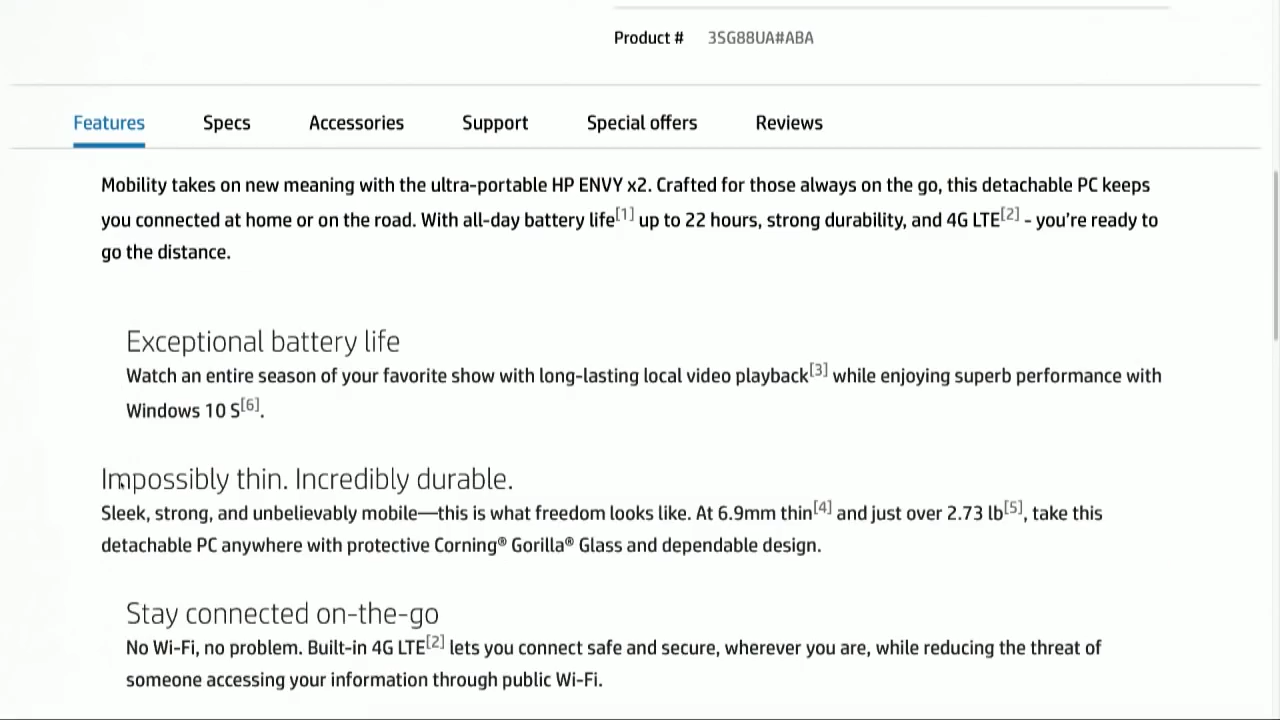 Product # 3SG88UA#ABA
Features Specs Accessories Support Special offers Reviews
Mobility takes on new meaning with the ultra-portable HP ENVY x2. Crafted for those always on the go, this detachable PC keeps
you connected at home or on the road. With all-day battery life[1] up to 22 hours, strong durability, and 4G LTE[2] - you're ready to
go the distance.
Exceptional battery life
Watch an entire season of your favorite show with long-lasting local video playback[3] while enjoying superb performance with
Windows 10 S[6].
Impossibly thin. Incredibly durable.
Sleek, strong, and unbelievably mobile—this is what freedom looks like. At 6.9mm thin[4] and just over 2.73 lb[5], take this
detachable PC anywhere with protective Corning® Gorilla® Glass and dependable design.
Stay connected on-the-go
No Wi-Fi, no problem. Built-in 4G LTE[2] lets you connect safe and secure, wherever you are, while reducing the threat of
someone accessing your information through public Wi-Fi.